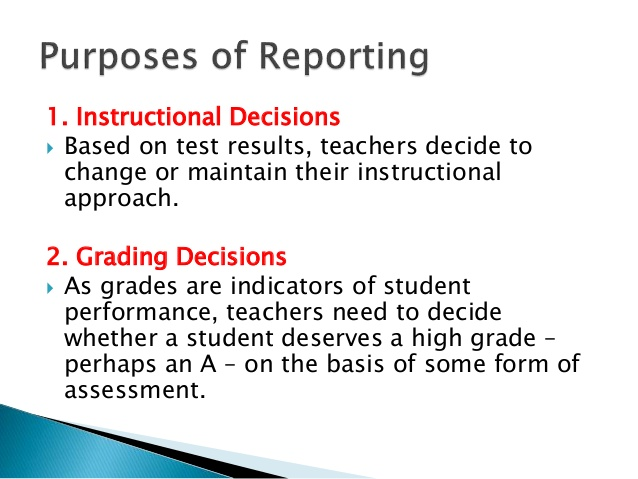 Purposes of Reporting
1. Instructional Decisions
Based on test results, teachers decide to
change or maintain their instructional
approach.
2. Grading Decisions
As grades are indicators of student
performance, teachers need to decide
whether a student deserves a high grade –
perhaps an A – on the basis of some form of
assessment.